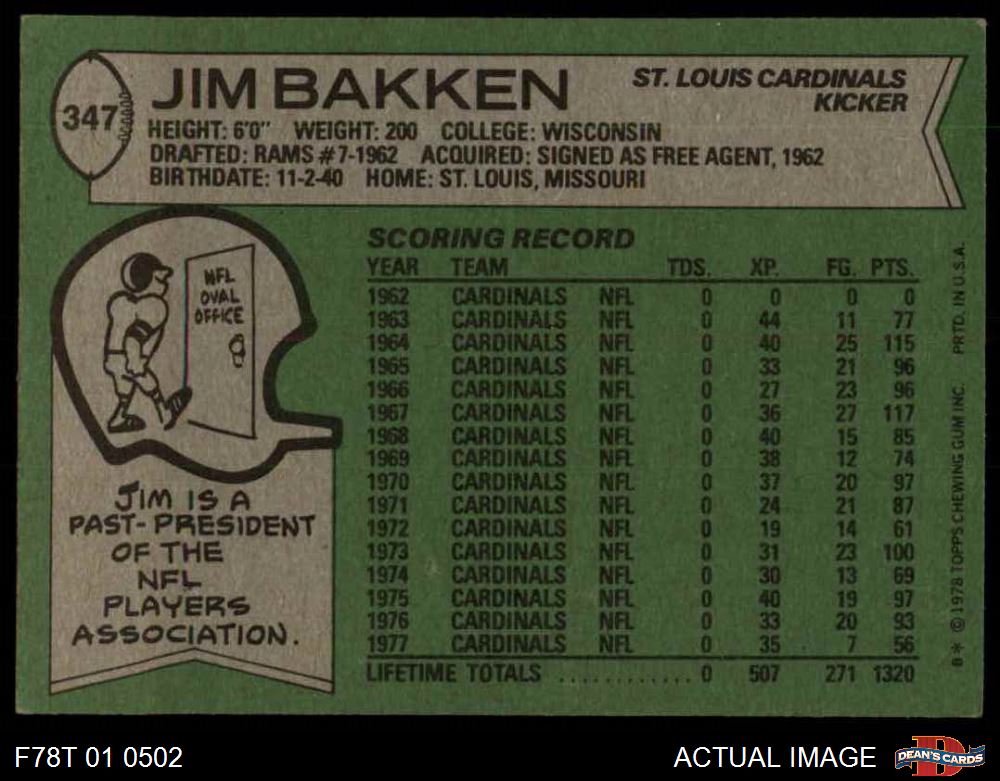 347
JIM BAKKEN
ST. LOUIS CARDINALS
KICKER
HEIGHT: 6'0" WEIGHT: 200 COLLEGE: WISCONSIN
DRAFTED: RAMS #7-1962 ACQUIRED: SIGNED AS FREE AGENT, 1962
BIRTHDATE: 11-2-40 HOME: ST. LOUIS, MISSOURI
NFL
OVAL
OFFICE
JIM IS A
PAST-PRESIDENT
OF THE
NFL
PLAYERS
ASSOCIATION.
SCORING RECORD
YEAR TEAM TDS. XP. FG. PTS.
1962 CARDINALS NFL 0 0 0 0
1963 CARDINALS NFL 0 44 11 77
1964 CARDINALS NFL 0 40 25 115
1965 CARDINALS NFL 0 33 21 96
1966 CARDINALS NFL 0 27 23 96
1967 CARDINALS NFL 0 36 27 117
1968 CARDINALS NFL 0 40 15 85
1969 CARDINALS NFL 0 38 12 74
1970 CARDINALS NFL 0 37 20 97
1971 CARDINALS NFL 0 24 21 87
1972 CARDINALS NFL 0 19 14 61
1973 CARDINALS NFL 0 31 23 100
1974 CARDINALS NFL 0 30 13 69
1975 CARDINALS NFL 0 40 19 97
1976 CARDINALS NFL 0 33 20 93
1977 CARDINALS NFL 0 35 7 56
LIFETIME TOTALS ............ 0 507 271 1320
B* © 1978 TOPPS CHEWING GUM INC. PRTD. IN U.S.A.
F78T 01 0502
ACTUAL IMAGE
D
DEAN'S CARDS